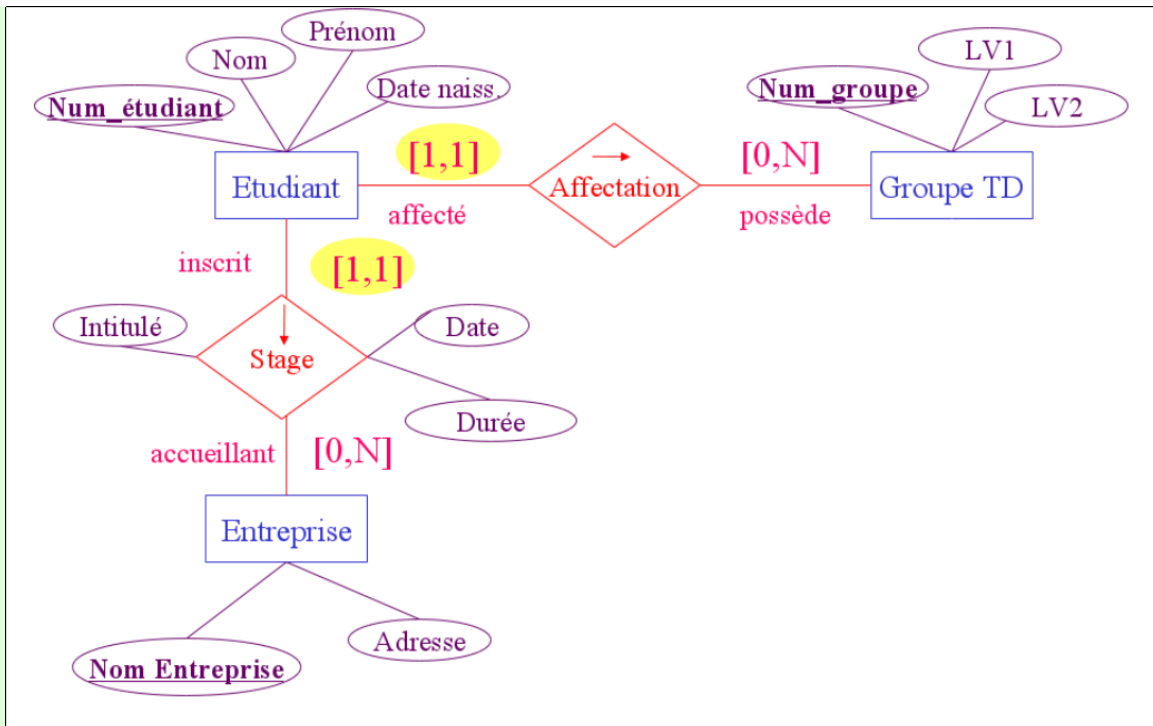 Prénom
Nom
LV1
Date naiss.
Num_groupe
Num_étudiant
LV2
[1,1]
[0,N]
Etudiant
Affectation
Groupe TD
affecté
possède
inscrit
[1,1]
Intitulé
Date
Stage
Durée
accueillant
[0,N]
Entreprise
Adresse
Nom Entreprise